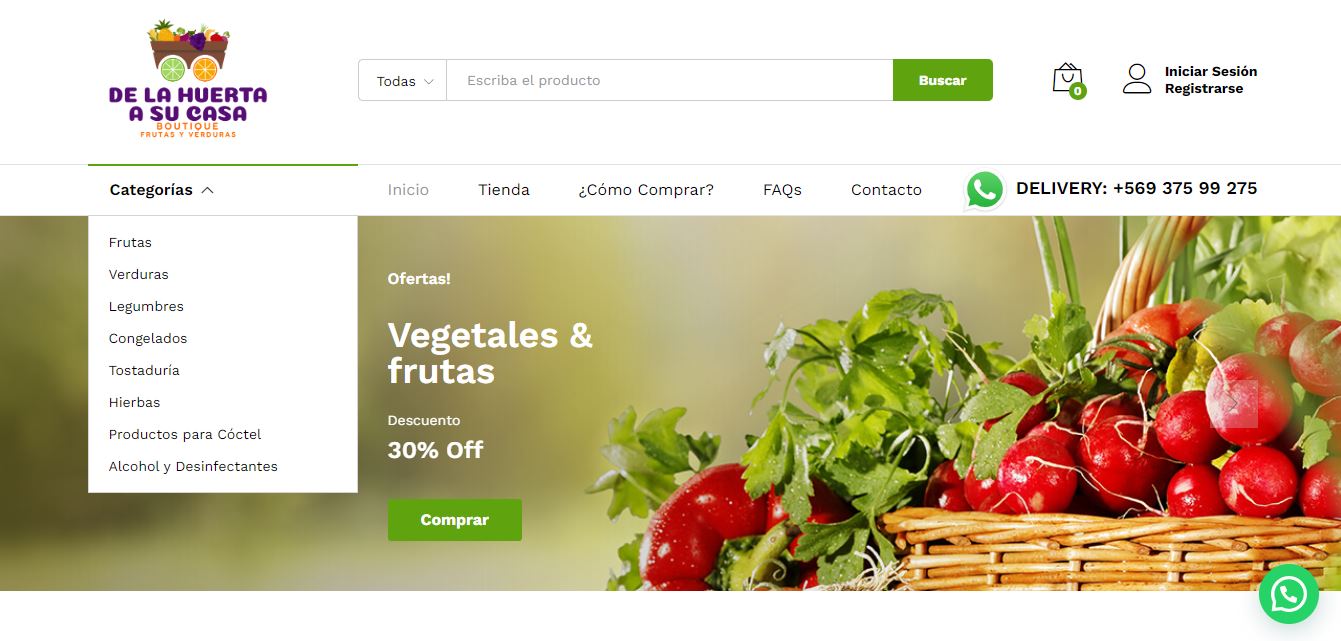 DE LA HUERTA
A SU CASA
BOUTIQUE
FRUTAS Y VERDURAS
Todas
Escriba el producto
Buscar
0
Iniciar Sesión
Registrarse
Categorías
Inicio
Tienda
¿Cómo Comprar?
FAQs
Contacto
DELIVERY: +569 375 99 275
Frutas
Verduras
Legumbres
Congelados
Tostaduría
Hierbas
Productos para Cóctel
Alcohol y Desinfectantes
Ofertas!
Vegetales &
frutas
Descuento
30% Off
Comprar